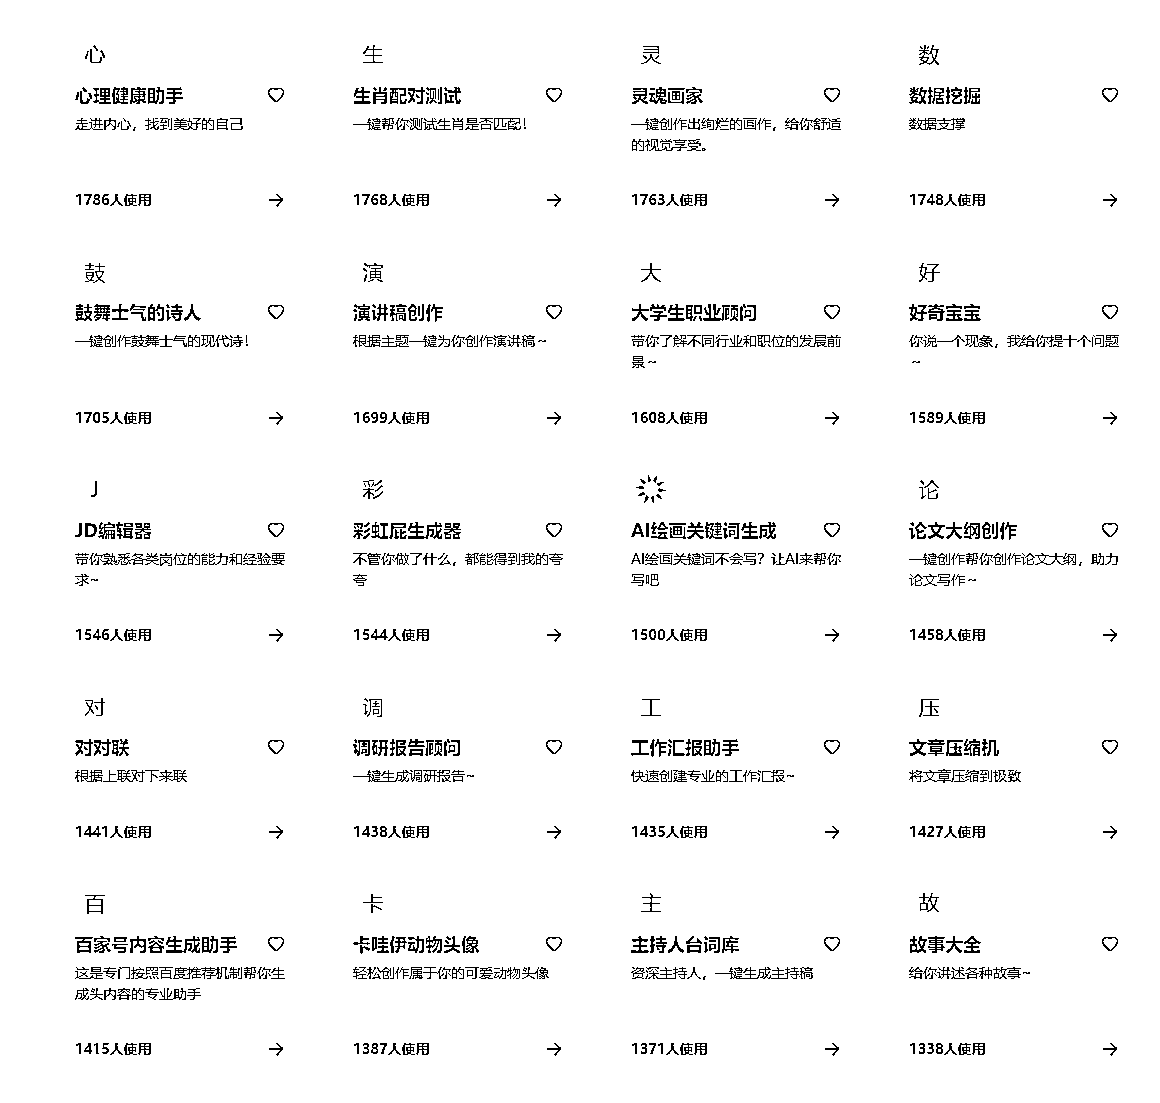 心
心理健康助手
走进内心，找到美好的自己
1786人使用
生
生肖配对测试
一键帮你测试生肖是否匹配！
1768人使用
灵
灵魂画家
一键创作出绚烂的画作，给你舒适
的视觉享受。
1763人使用
数
数据挖掘
数据支撑
1748人使用
鼓
鼓舞士气的诗人
一键创作鼓舞士气的现代诗！
1705人使用
演
演讲稿创作
根据主题一键为你创作演讲稿~
1699人使用
大
大学生职业顾问
带你了解不同行业和职位的发展前
景~
1608人使用
好
好奇宝宝
你说一个现象，我给你提十个问题
~
1589人使用
J
JD编辑器
带你熟悉各类岗位的能力和经验要
求~
1546人使用
彩
彩虹屁生成器
不管你做了什么，都能得到我的夸
夸
1544人使用
AI绘画关键词生成
AI绘画关键词不会写？让AI来帮你
写吧
1500人使用
论
论文大纲创作
一键创作帮你创作论文大纲，助力
论文写作~
1458人使用
对
对对联
根据上联对下来联
1441人使用
调
调研报告顾问
一键生成调研报告~
1438人使用
工
工作汇报助手
快速创建专业的工作汇报~
1435人使用
压
文章压缩机
将文章压缩到极致
1427人使用
百
百家号内容生成助手
这是专门按照百度推荐机制帮你生
成头内容的专业助手
1415人使用
卡
卡哇伊动物头像
轻松创作属于你的可爱动物头像
1387人使用
主
主持人台词库
资深主持人，一键生成主持稿
1371人使用
故
故事大全
给你讲述各种故事~
1338人使用